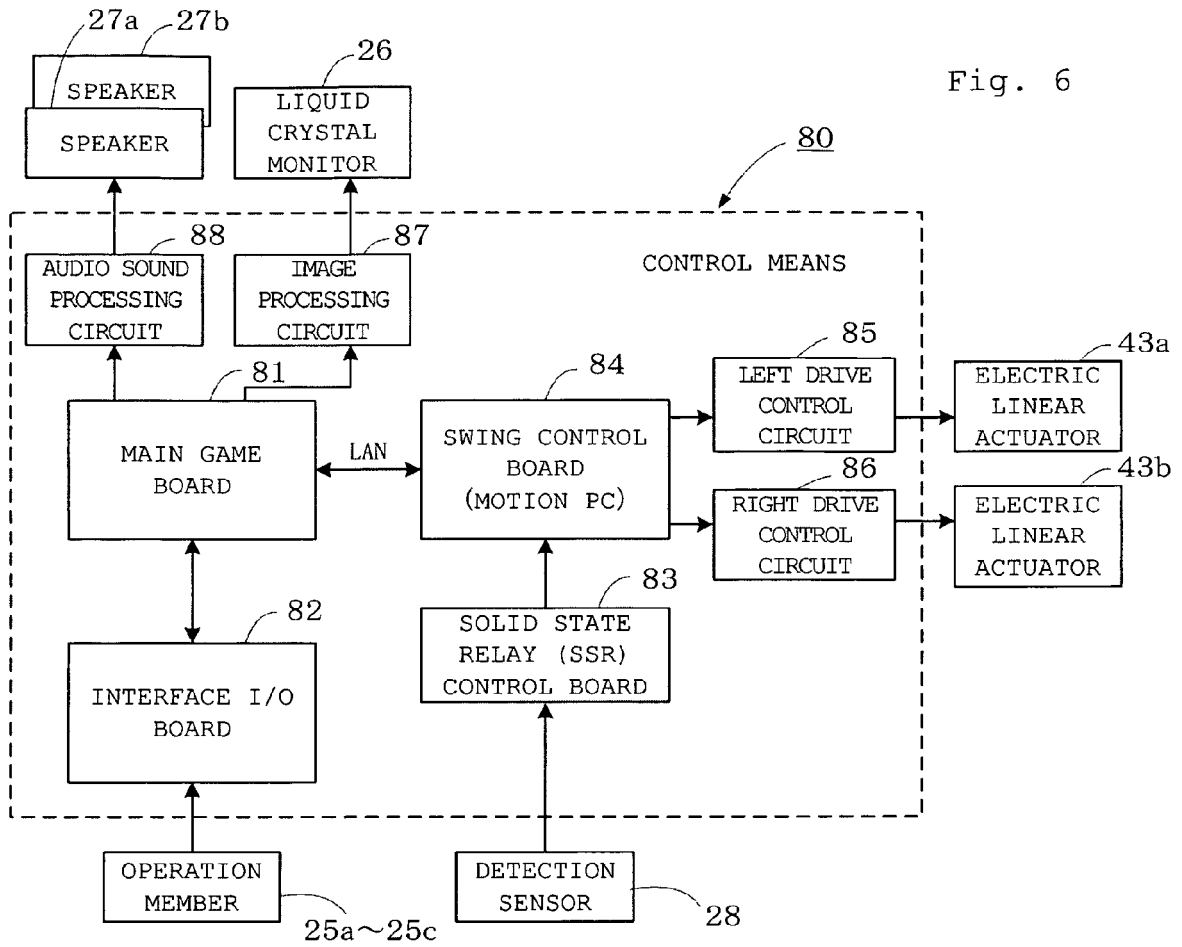 27a
27b
SPEAKER
SPEAKER
26
LIQUID
CRYSTAL
MONITOR
Fig. 6
80
88
AUDIO SOUND
PROCESSING
CIRCUIT
87
IMAGE
PROCESSING
CIRCUIT
CONTROL MEANS
81
MAIN GAME
BOARD
LAN
84
SWING CONTROL
BOARD
(MOTION PC)
85
LEFT DRIVE
CONTROL
CIRCUIT
43a
ELECTRIC
LINEAR
ACTUATOR
86
RIGHT DRIVE
CONTROL
CIRCUIT
43b
ELECTRIC
LINEAR
ACTUATOR
82
INTERFACE I/O
BOARD
83
SOLID STATE
RELAY (SSR)
CONTROL BOARD
OPERATION
MEMBER
25a～25c
DETECTION
SENSOR
28